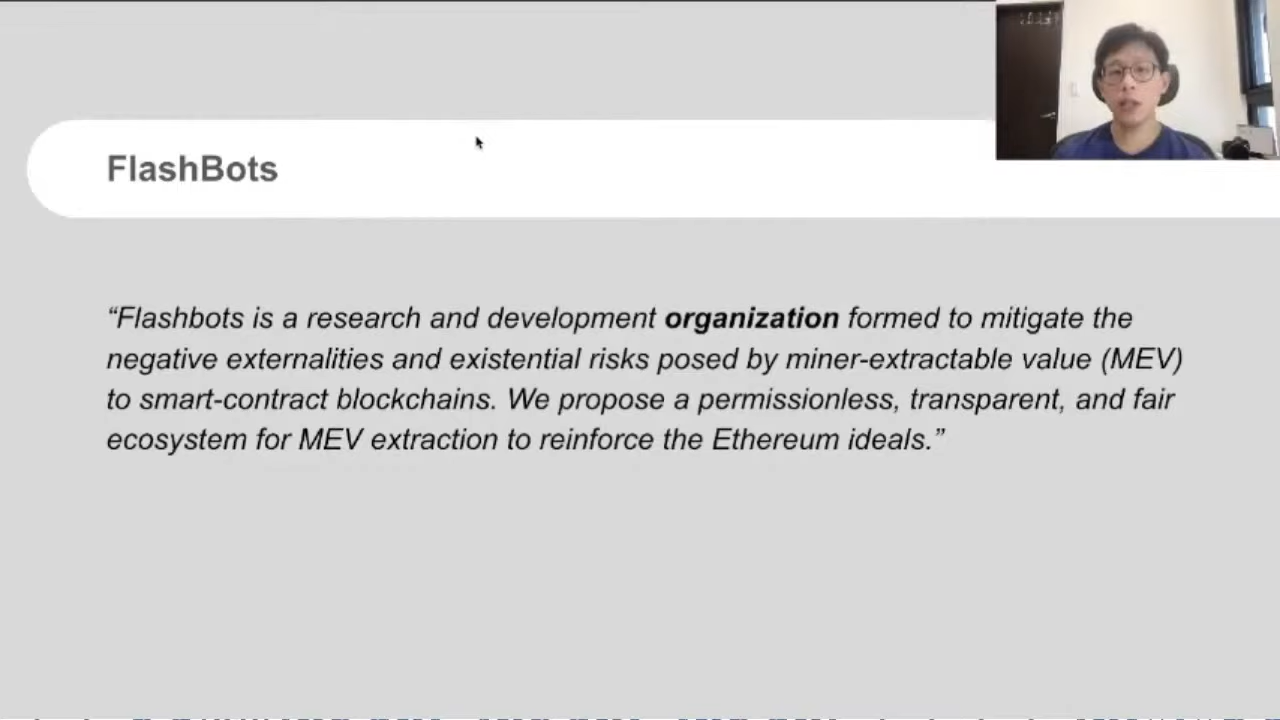 FlashBots
“Flashbots is a research and development organization formed to mitigate the
negative externalities and existential risks posed by miner-extractable value (MEV)
to smart-contract blockchains. We propose a permissionless, transparent, and fair
ecosystem for MEV extraction to reinforce the Ethereum ideals.”